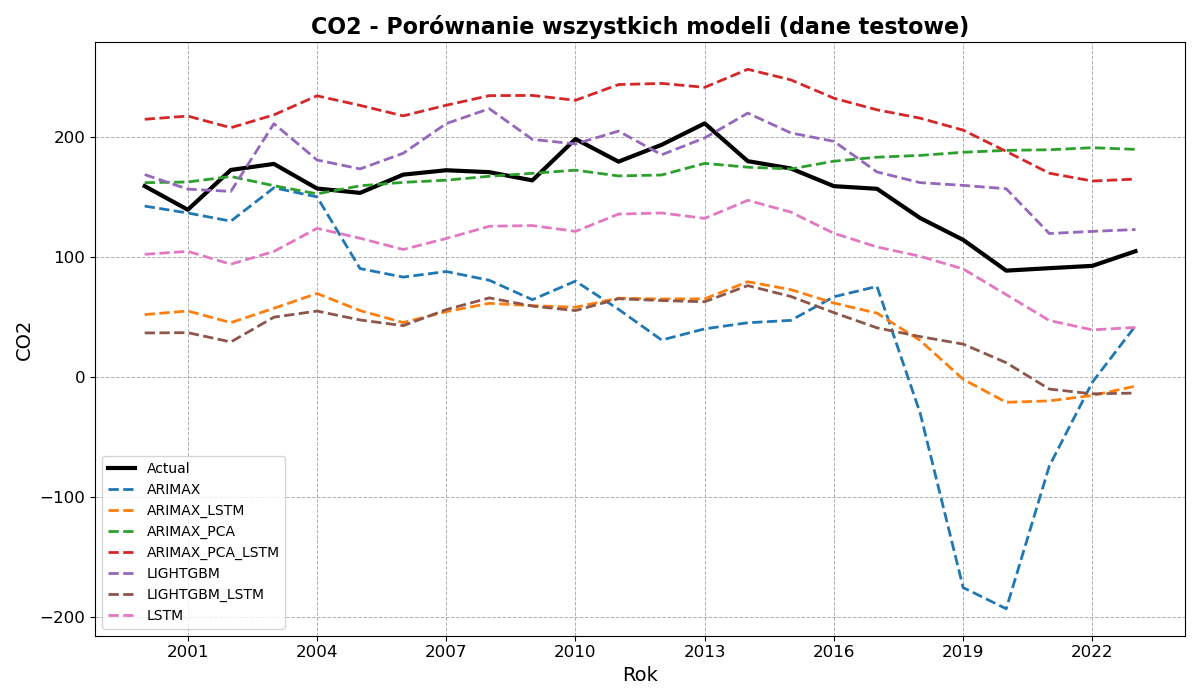 CO2 - Porównanie wszystkich modeli (dane testowe)
CO2
200
100
0
−100
−200
Actual
ARIMAX
ARIMAX_LSTM
ARIMAX_PCA
ARIMAX_PCA_LSTM
LIGHTGBM
LIGHTGBM_LSTM
LSTM
2001 2004 2007 2010 2013 2016 2019 2022
Rok